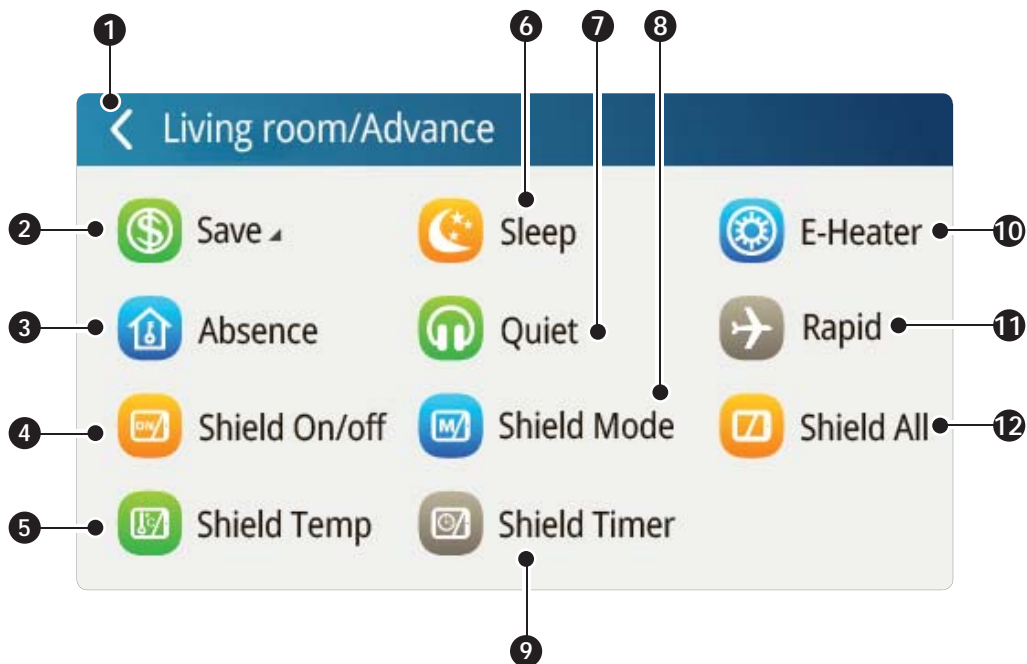 1 6 7 8
Living room/Advance
2 Save Sleep E-Heater 10
3 Absence Quiet Rapid 11
4 Shield On/off Shield Mode Shield All 12
5 Shield Temp Shield Timer
9
ON
M
°C
$